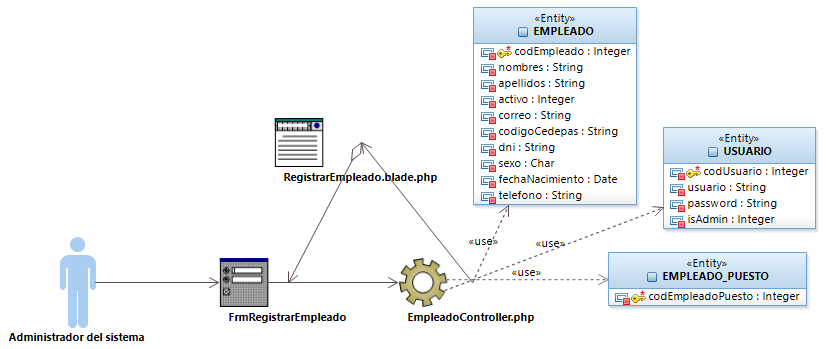 «Entity»
EMPLEADO
codEmpleado : Integer
nombres : String
apellidos : String
activo : Integer
correo : String
codigoCedepas : String
dni : String
sexo : Char
fechaNacimiento : Date
telefono : String
«Entity»
USUARIO
codUsuario : Integer
usuario : String
password : String
isAdmin : Integer
RegistrarEmpleado.blade.php
«use»
«use»
«use»
«Entity»
EMPLEADO_PUESTO
codEmpleadoPuesto : Integer
FrmRegistrarEmpleado
EmpleadoController.php
Administrador del sistema